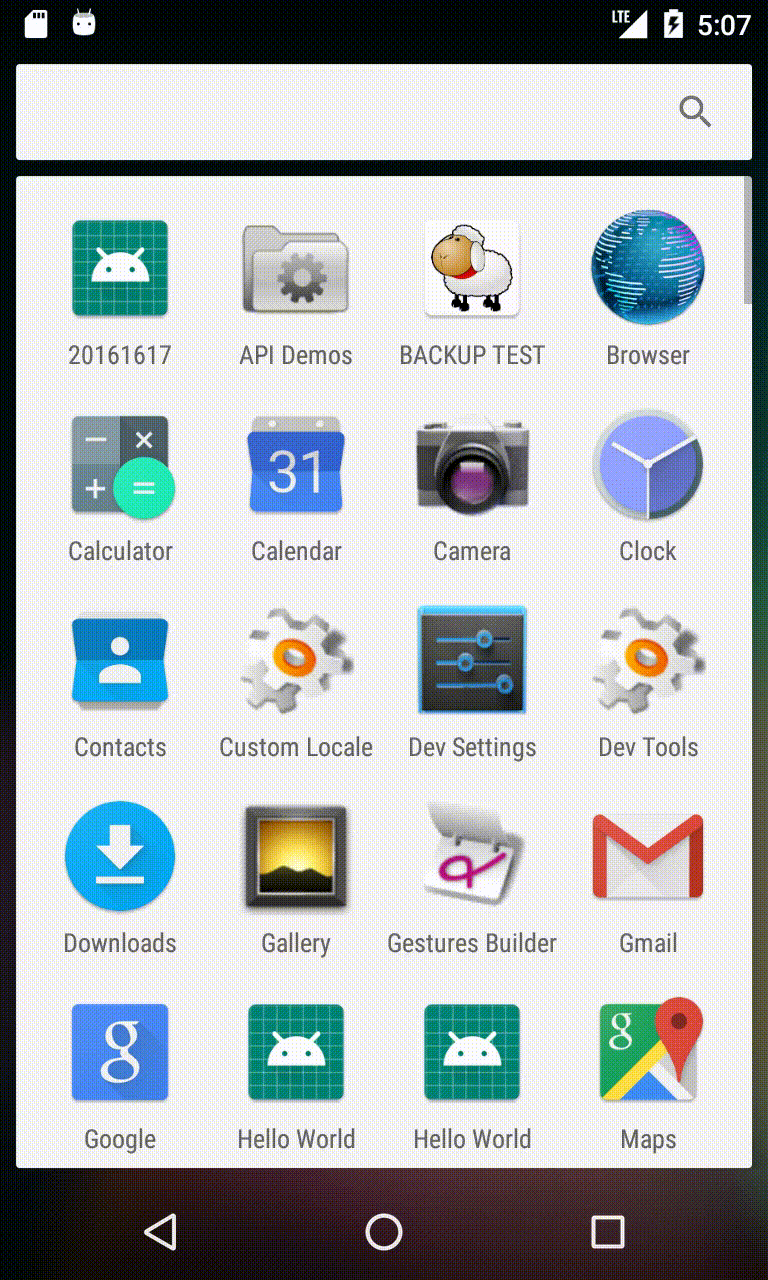 LTE 5:07
20161617 API Demos BACKUP TEST Browser
31
Calculator Calendar Camera Clock
Contacts Custom Locale Dev Settings Dev Tools
Downloads Gallery Gestures Builder Gmail
g g
Google Hello World Hello World Maps